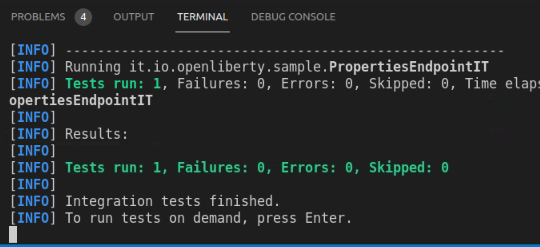 PROBLEMS 4 OUTPUT TERMINAL DEBUG CONSOLE
[INFO] -------------------------------------------------------
[INFO] Running it.io.openliberty.sample.PropertiesEndpointIT
[INFO] Tests run: 1, Failures: 0, Errors: 0, Skipped: 0, Time elaps
opertiesEndpointIT
[INFO]
[INFO] Results:
[INFO]
[INFO] Tests run: 1, Failures: 0, Errors: 0, Skipped: 0
[INFO]
[INFO] Integration tests finished.
[INFO] To run tests on demand, press Enter.